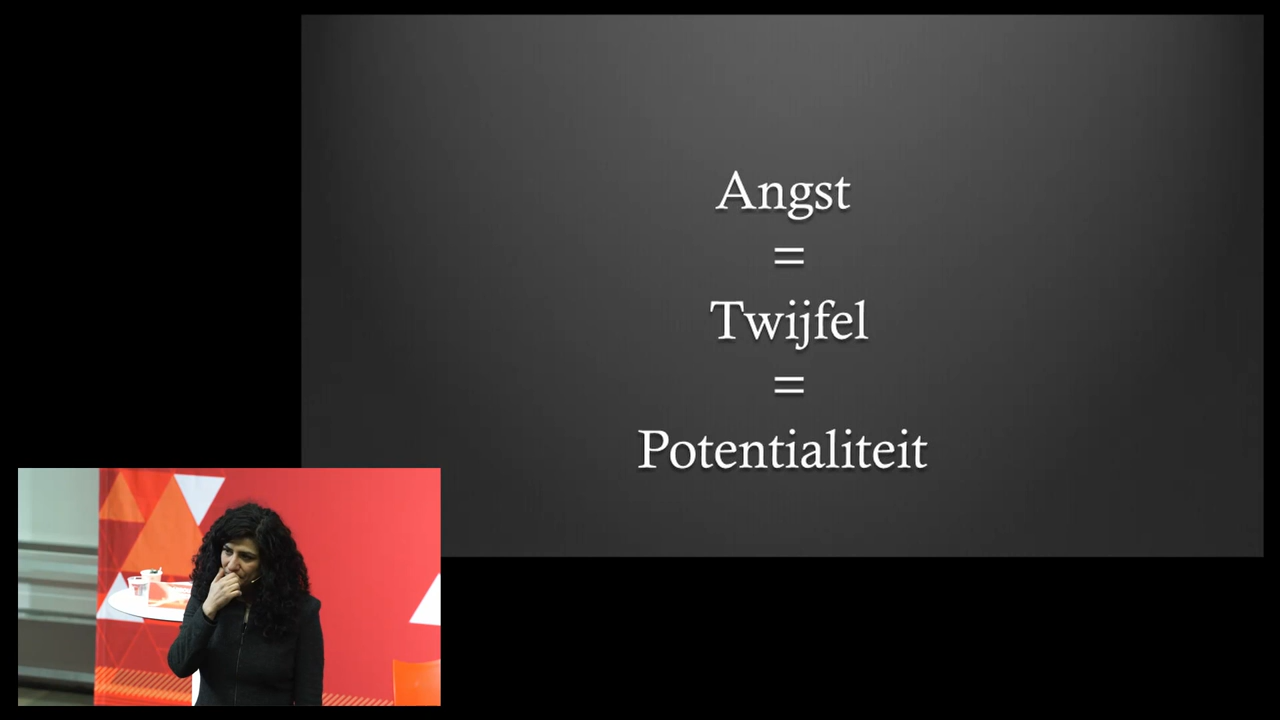 Angst
=
Twijfel
=
Potentialiteit